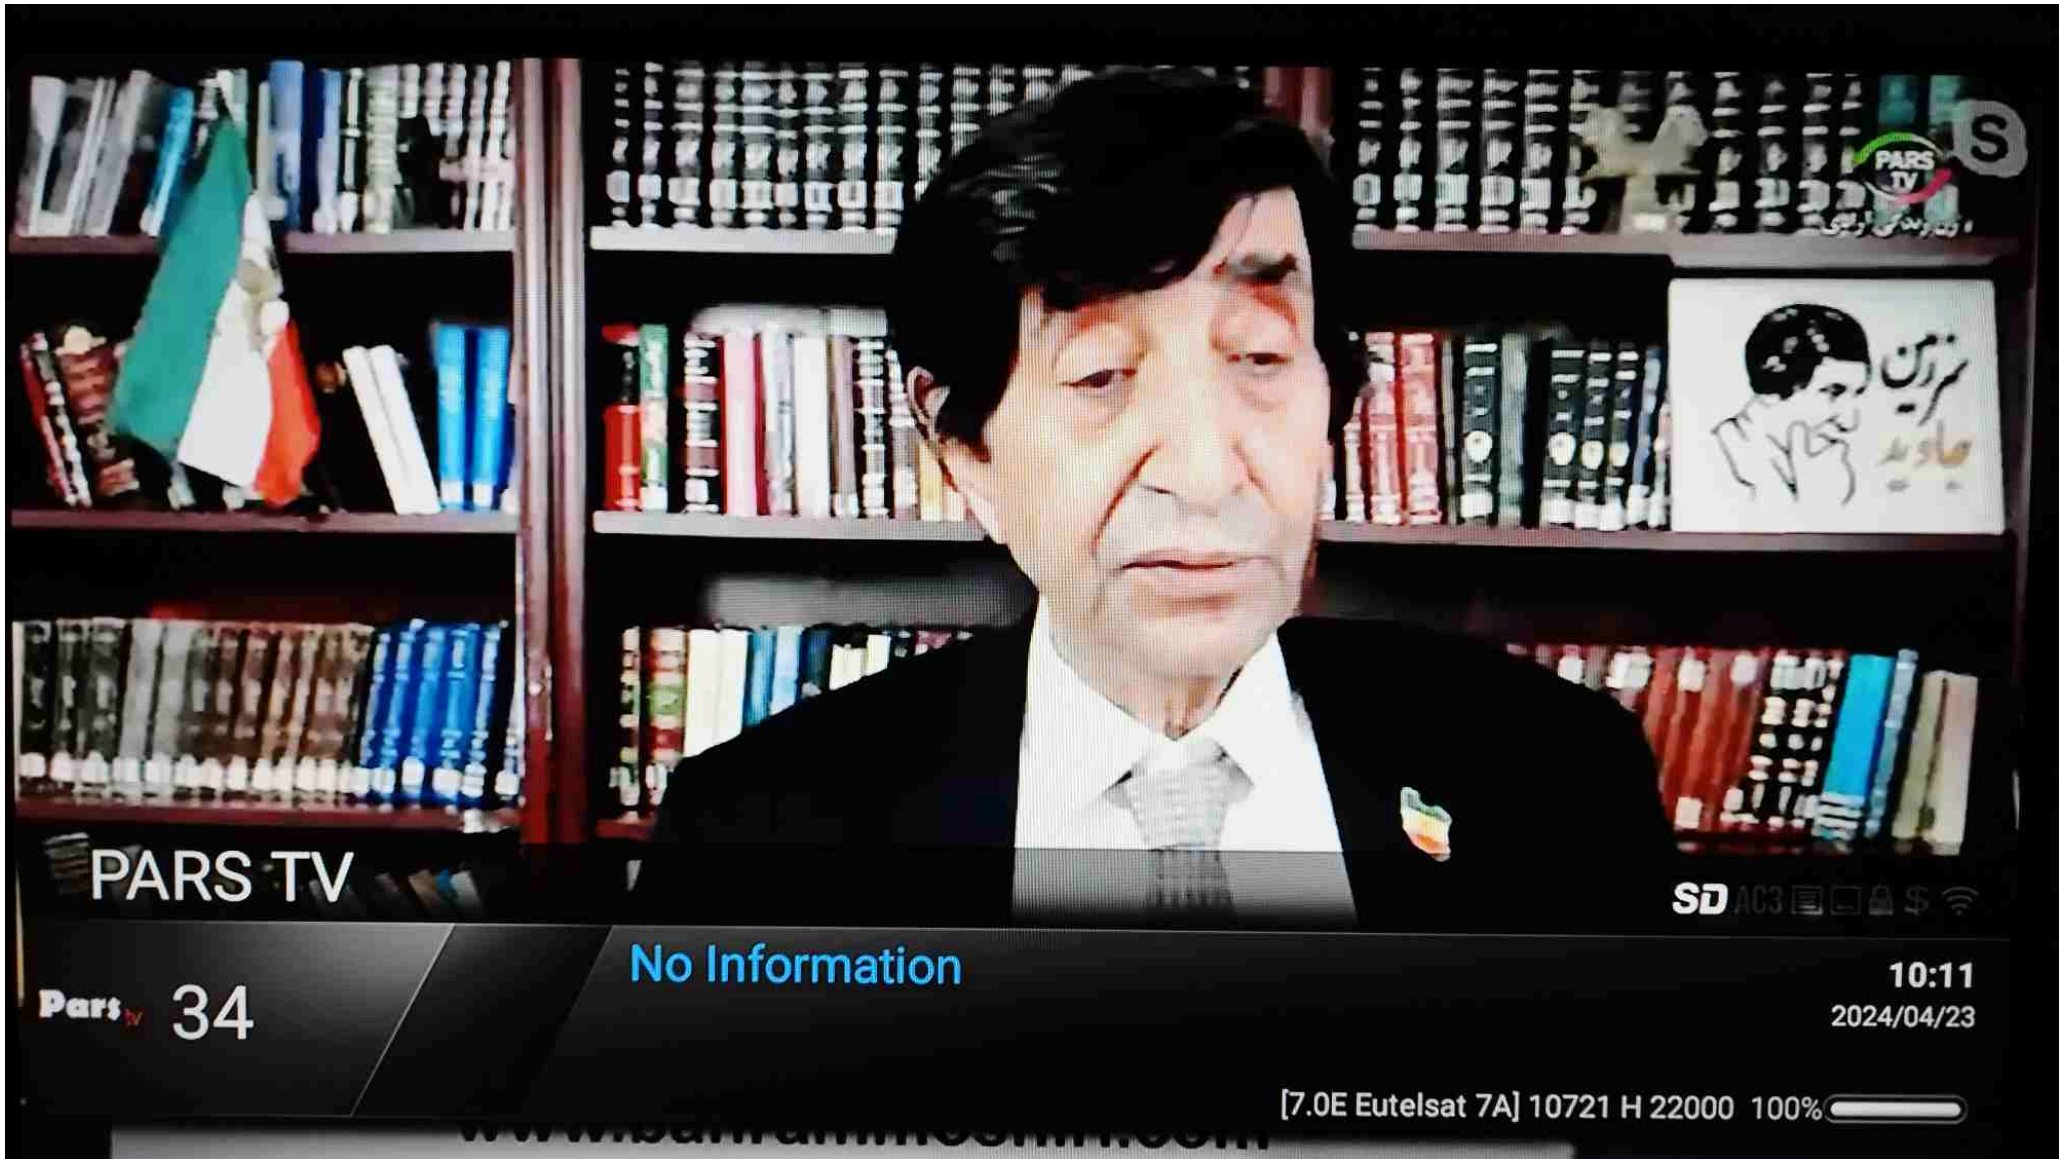 S
PARS
TV
سرزمین
جاوید
PARS TV
SD AC3 $
Pars tv 34
No Information
10:11
2024/04/23
[7.0E Eutelsat 7A] 10721 H 22000 100%